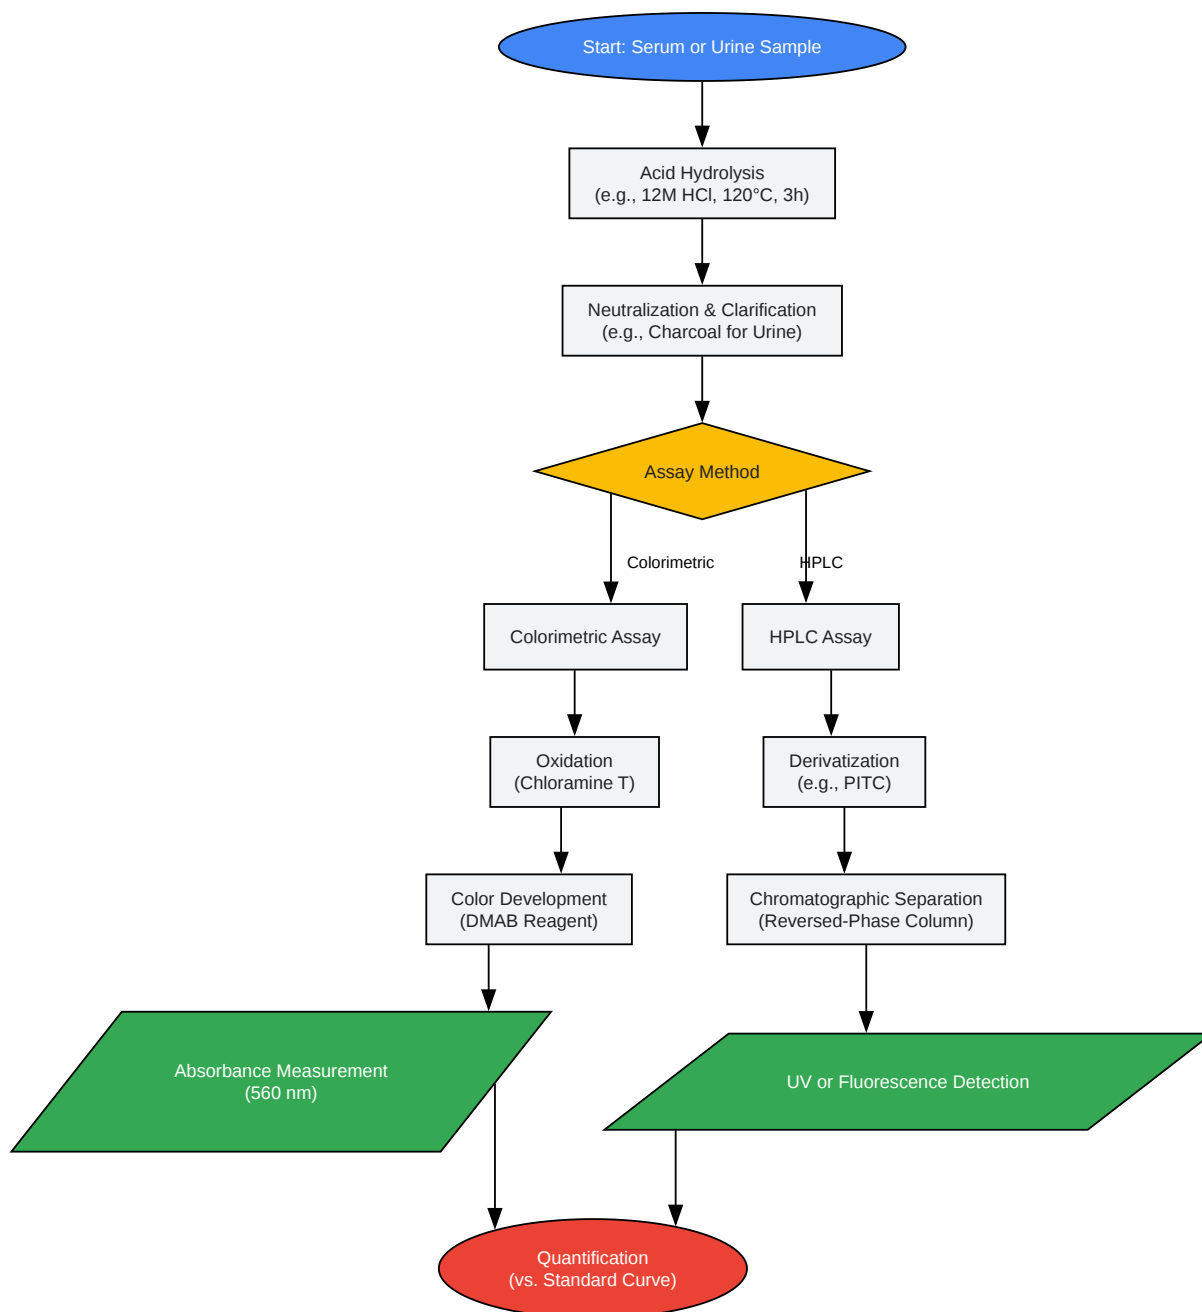 Start: Serum or Urine Sample
Acid Hydrolysis
(e.g., 12M HCl, 120°C, 3h)
Neutralization & Clarification
(e.g., Charcoal for Urine)
Assay Method
Colorimetric
HPLC
Colorimetric Assay
HPLC Assay
Oxidation
(Chloramine T)
Derivatization
(e.g., PITC)
Color Development
(DMAB Reagent)
Chromatographic Separation
(Reversed-Phase Column)
Absorbance Measurement
(560 nm)
UV or Fluorescence Detection
Quantification
(vs. Standard Curve)